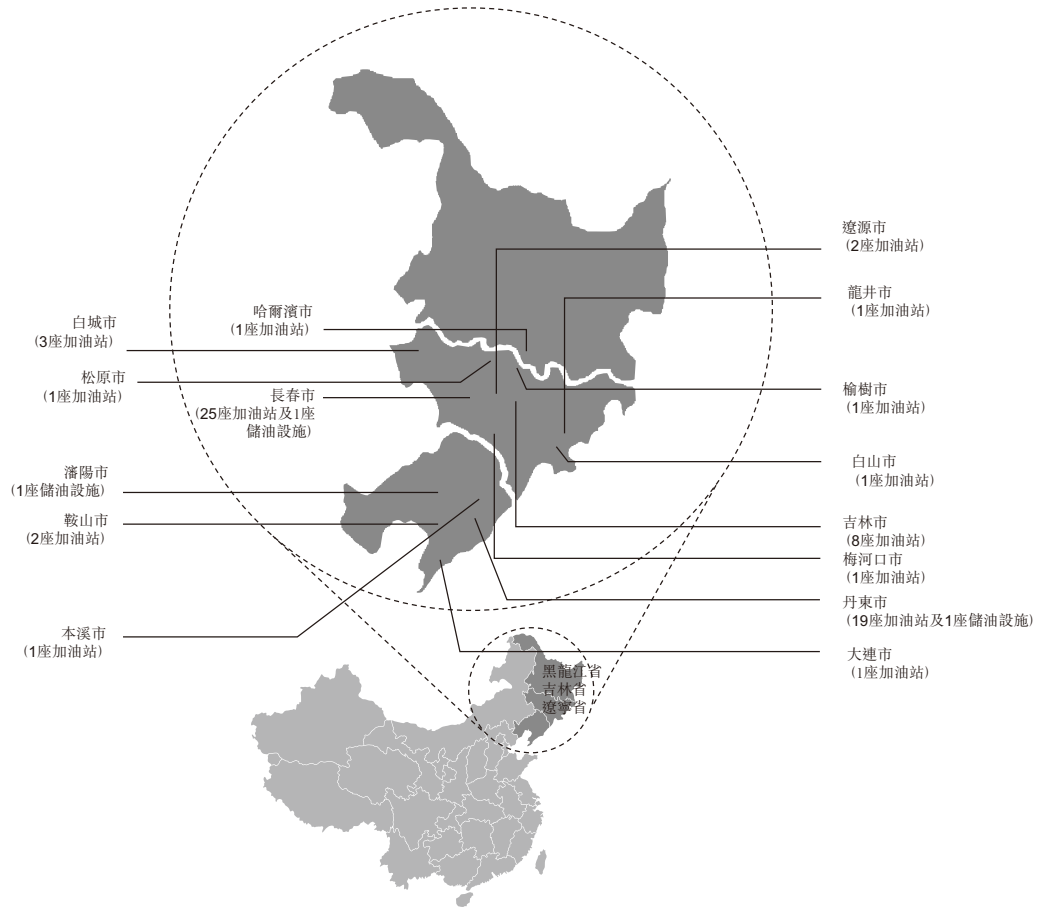 哈爾濱市
(1座加油站)
白城市
(3座加油站)
松原市
(1座加油站)
長春市
(25座加油站及1座
儲油設施)
瀋陽市
(1座儲油設施)
鞍山市
(2座加油站)
本溪市
(1座加油站)
遼源市
(2座加油站)
龍井市
(1座加油站)
榆樹市
(1座加油站)
白山市
(1座加油站)
吉林市
(8座加油站)
梅河口市
(1座加油站)
丹東市
(19座加油站及1座儲油設施)
大連市
(1座加油站)
黑龍江省
吉林省
遼寧省